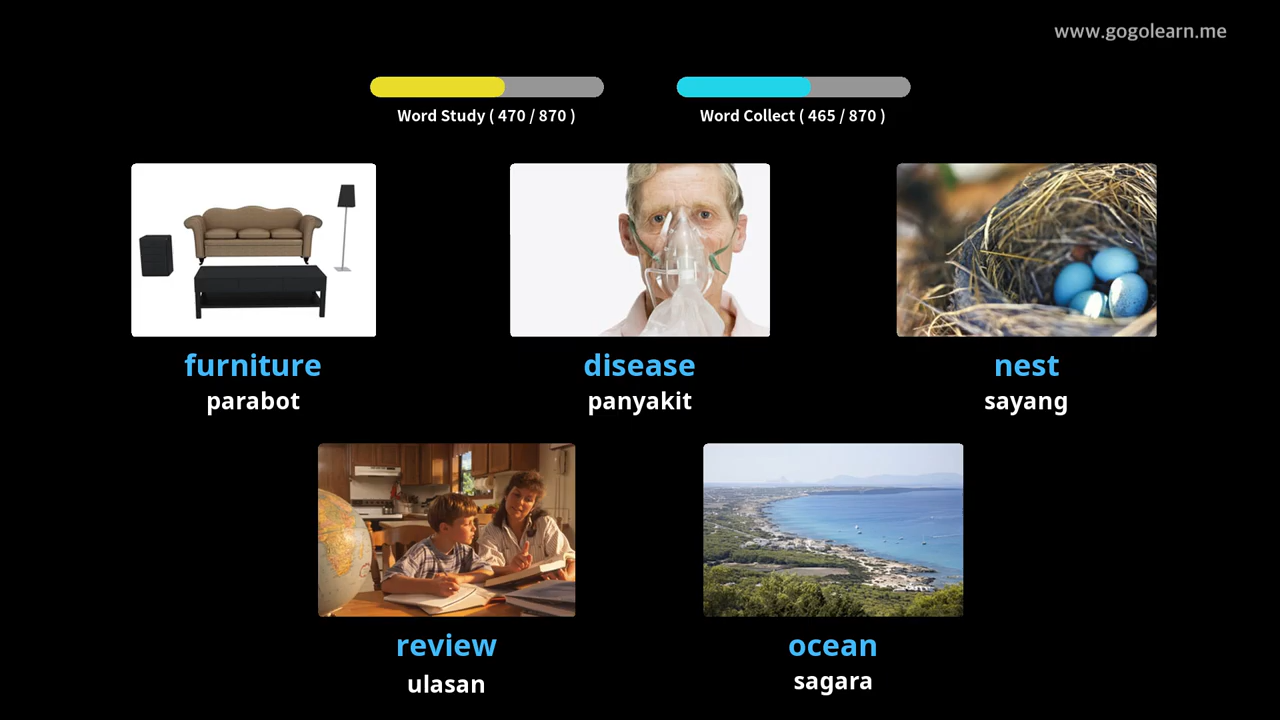 www.gogolearn.me
Word Study ( 470 / 870 )
Word Collect ( 465 / 870 )
furniture
parabot
disease
panyakit
nest
sayang
review
ulasan
ocean
sagara